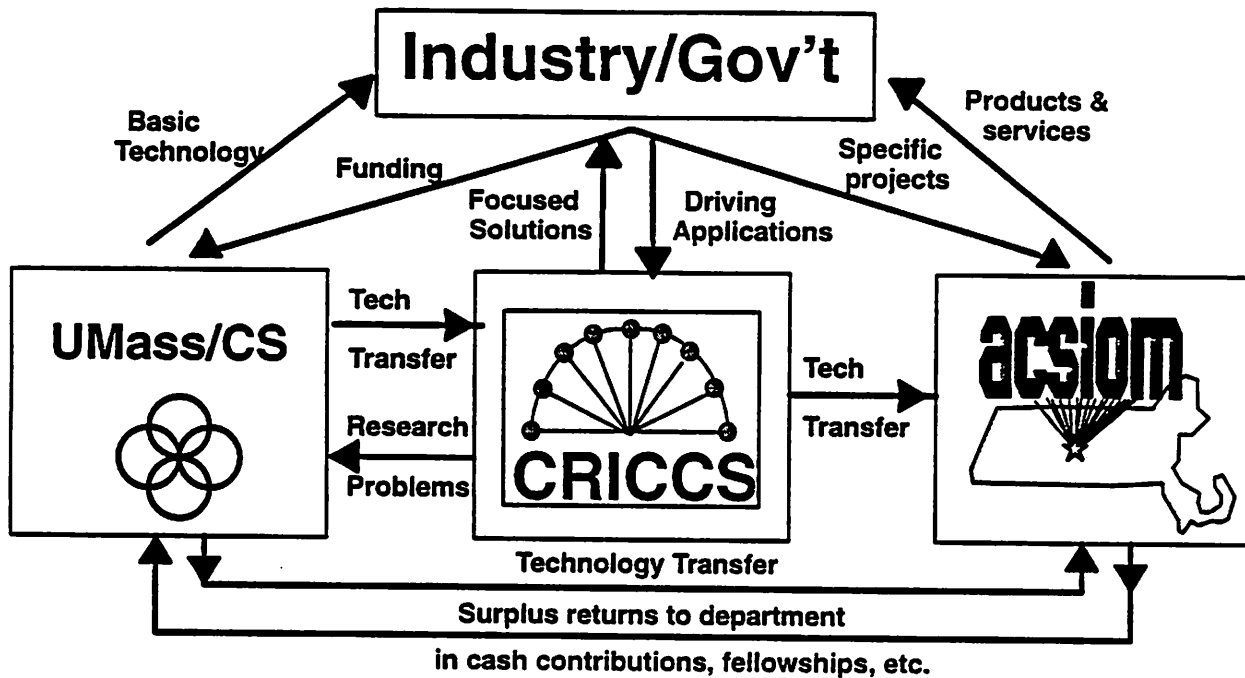 Industry/Gov't
Basic
Technology
Funding
Focused
Solutions
Driving
Applications
Specific
projects
Products &
services
UMass/CS
Tech
Transfer
Research
Problems
CRICCS
Tech
Transfer
acsiom
Technology Transfer
Surplus returns to department
in cash contributions, fellowships, etc.